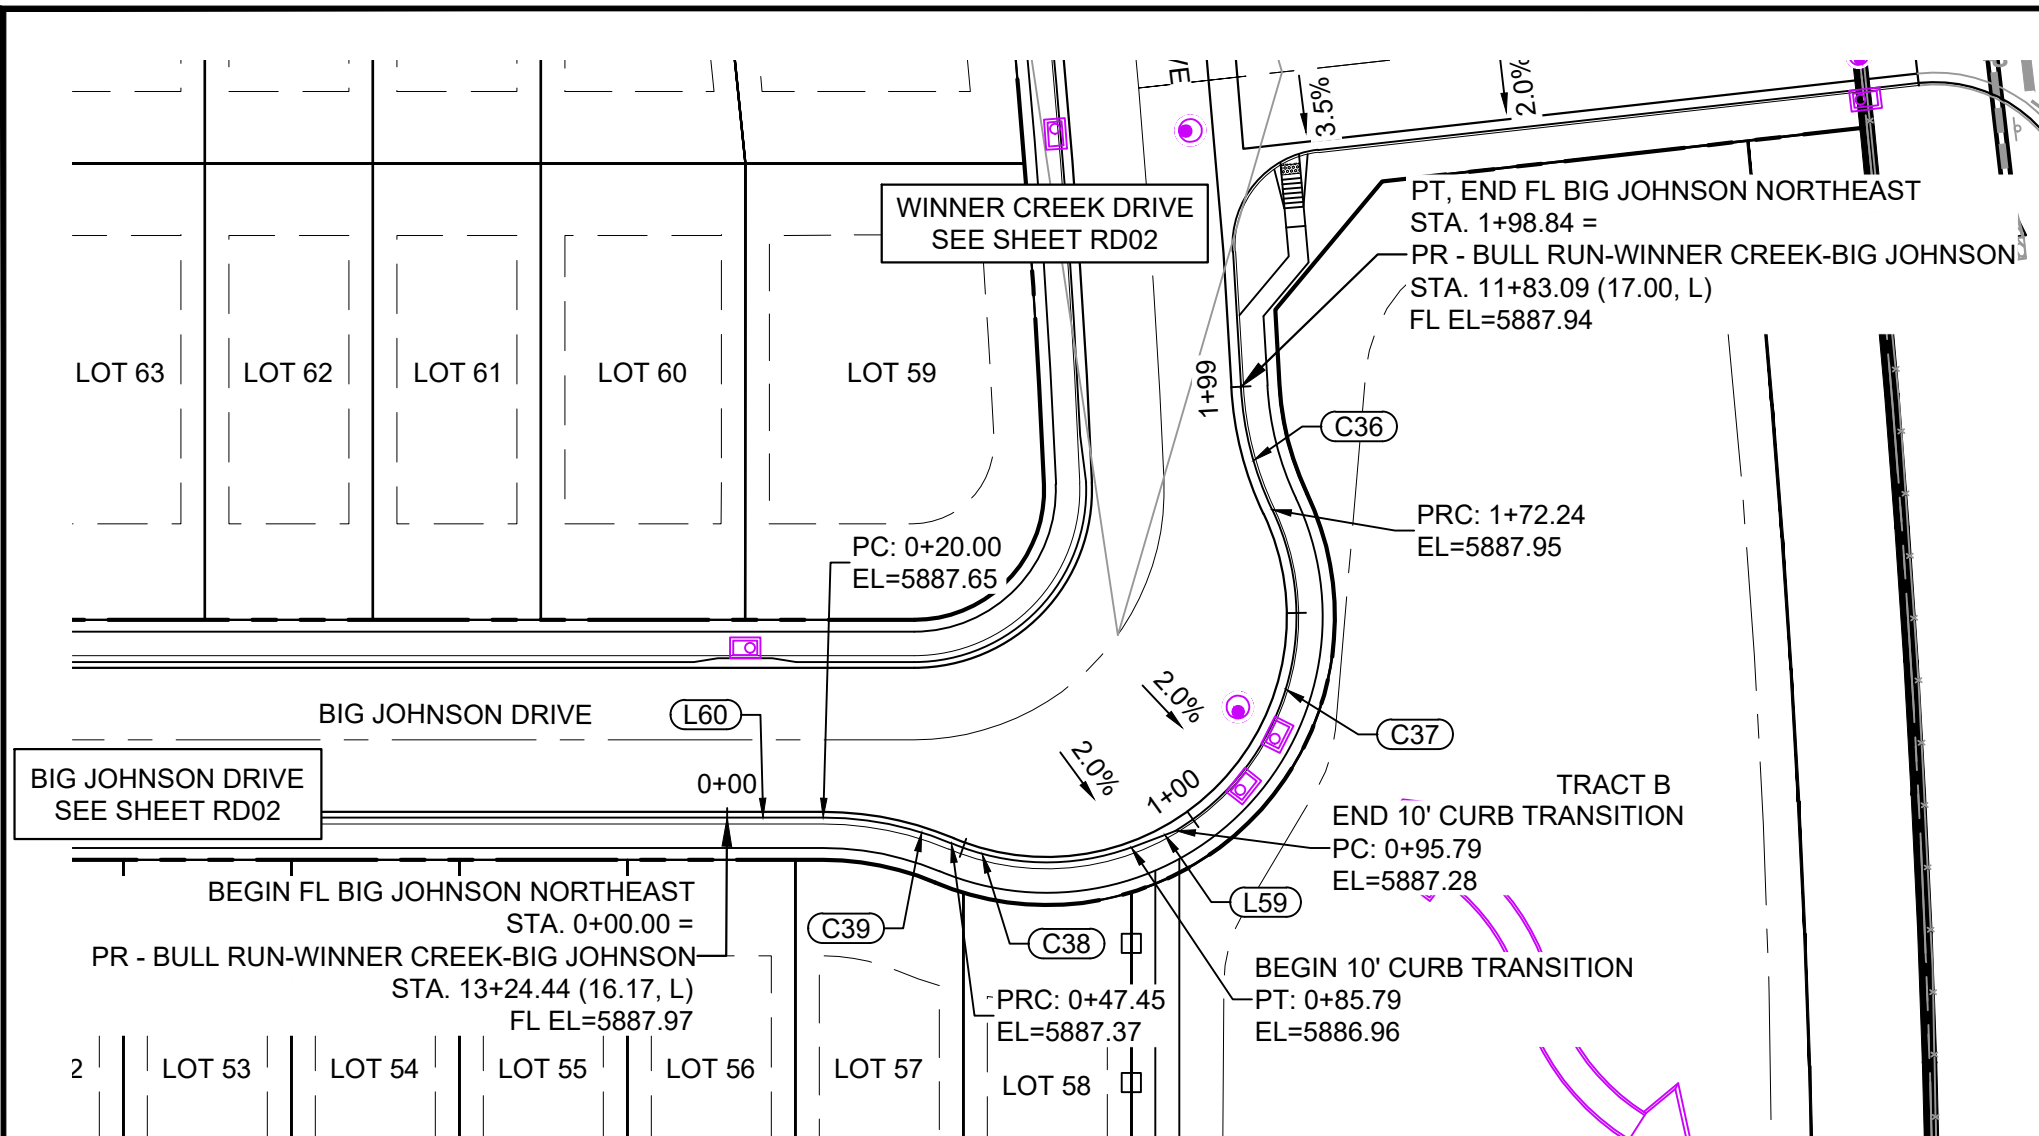 3.5%
2.0%
WINNER CREEK DRIVE
SEE SHEET RD02
PT, END FL BIG JOHNSON NORTHEAST
STA. 1+98.84 =
PR - BULL RUN-WINNER CREEK-BIG JOHNSON
STA. 11+83.09 (17.00, L)
FL EL=5887.94
LOT 63
LOT 62
LOT 61
LOT 60
LOT 59
1+99
C36
PRC: 1+72.24
EL=5887.95
PC: 0+20.00
EL=5887.65
BIG JOHNSON DRIVE
L60
2.0%
C37
BIG JOHNSON DRIVE
SEE SHEET RD02
0+00
2.0%
1+00
TRACT B
END 10' CURB TRANSITION
PC: 0+95.79
EL=5887.28
BEGIN FL BIG JOHNSON NORTHEAST
STA. 0+00.00 =
PR - BULL RUN-WINNER CREEK-BIG JOHNSON
STA. 13+24.44 (16.17, L)
FL EL=5887.97
C39
C38
L59
PRC: 0+47.45
EL=5887.37
BEGIN 10' CURB TRANSITION
PT: 0+85.79
EL=5886.96
2
LOT 53
LOT 54
LOT 55
LOT 56
LOT 57
LOT 58